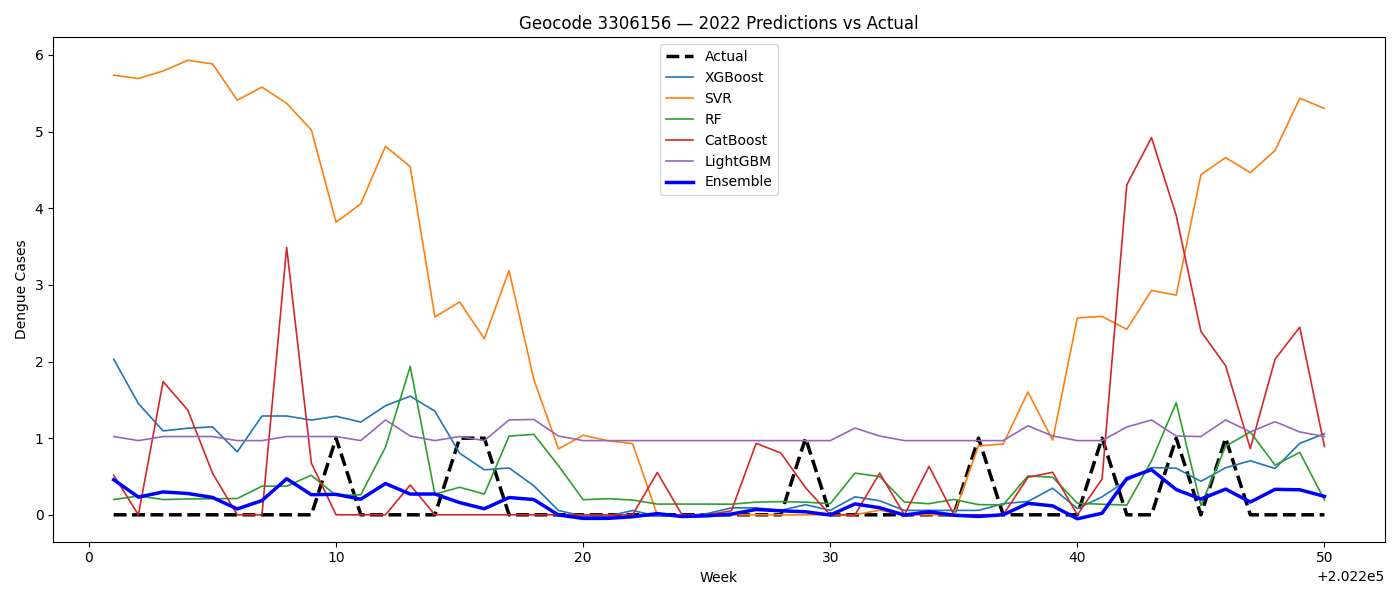 Geocode 3306156 — 2022 Predictions vs Actual
Dengue Cases
6
5
4
3
2
1
0
Actual
XGBoost
SVR
RF
CatBoost
LightGBM
Ensemble
0 10 20 30 40 50
Week
+2.022e5